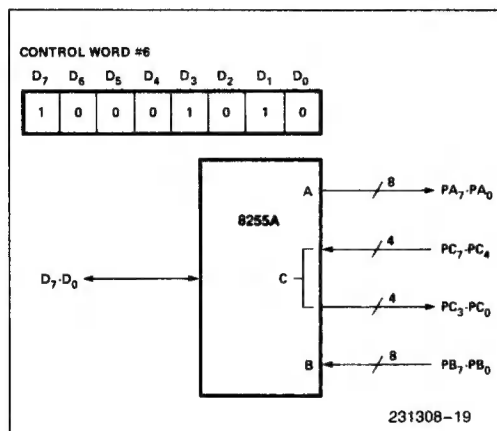 CONTROL WORD #6
D7 D6 D5 D4 D3 D2 D1 D0
1 0 0 0 1 0 1 0
A 8 PA7-PA0
8255A
4 PC7-PC4
D7-D0 C
4 PC3-PC0
B 8 PB7-PB0
231308-19